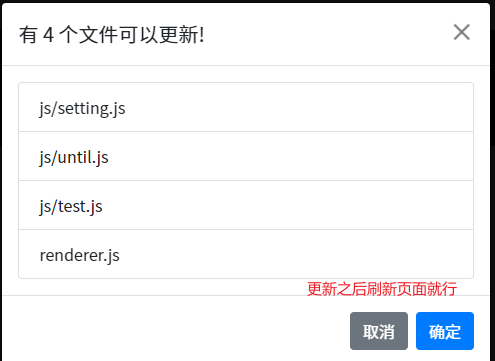 有 4 个文件可以更新!
js/setting.js
js/until.js
js/test.js
renderer.js
更新之后刷新页面就行
取消 确定